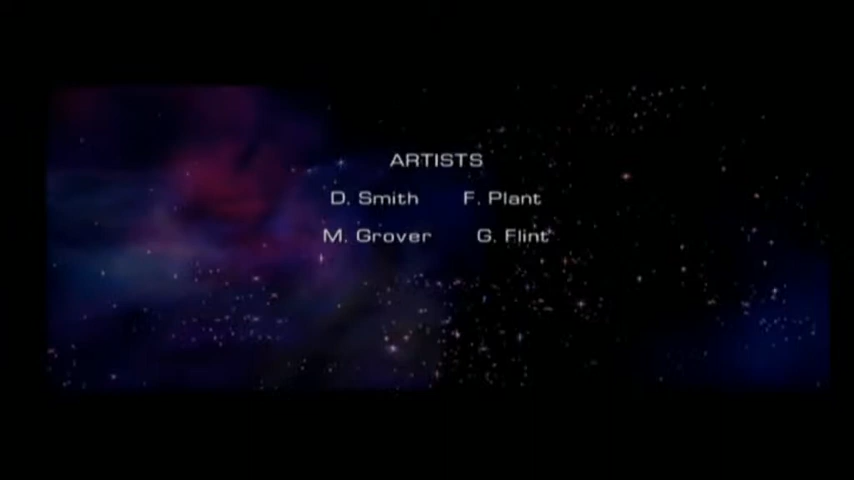 ARTISTS
D. Smith F. Plant
M. Grover G. Flint